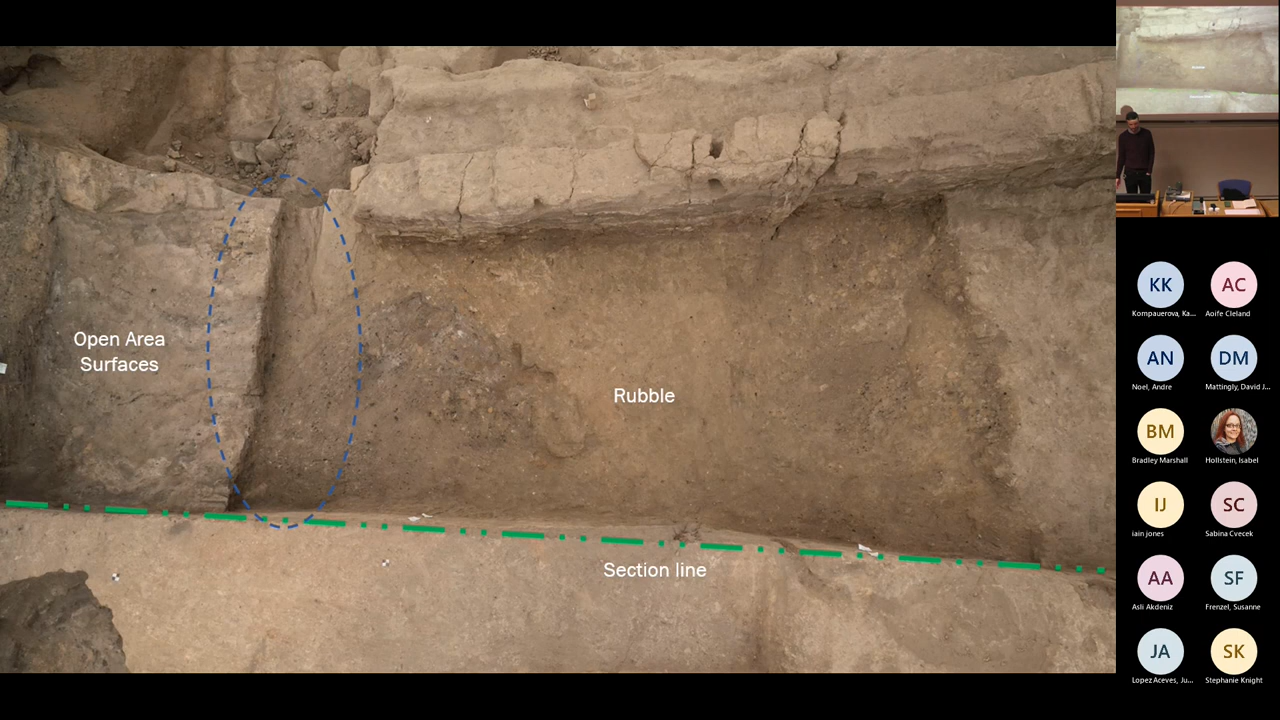 Open Area
Surfaces
Rubble
Section line
KK
Kompauerova, Ka...
AC
Aoife Cleland
AN
Noel, Andre
DM
Mattingly, David J...
BM
Bradley Marshall
Hollstein, Isabel
IJ
iain jones
SC
Sabina Cvecek
AA
Asli Akdeniz
SF
Frenzel, Susanne
JA
Lopez Aceves, Ju...
SK
Stephanie Knight